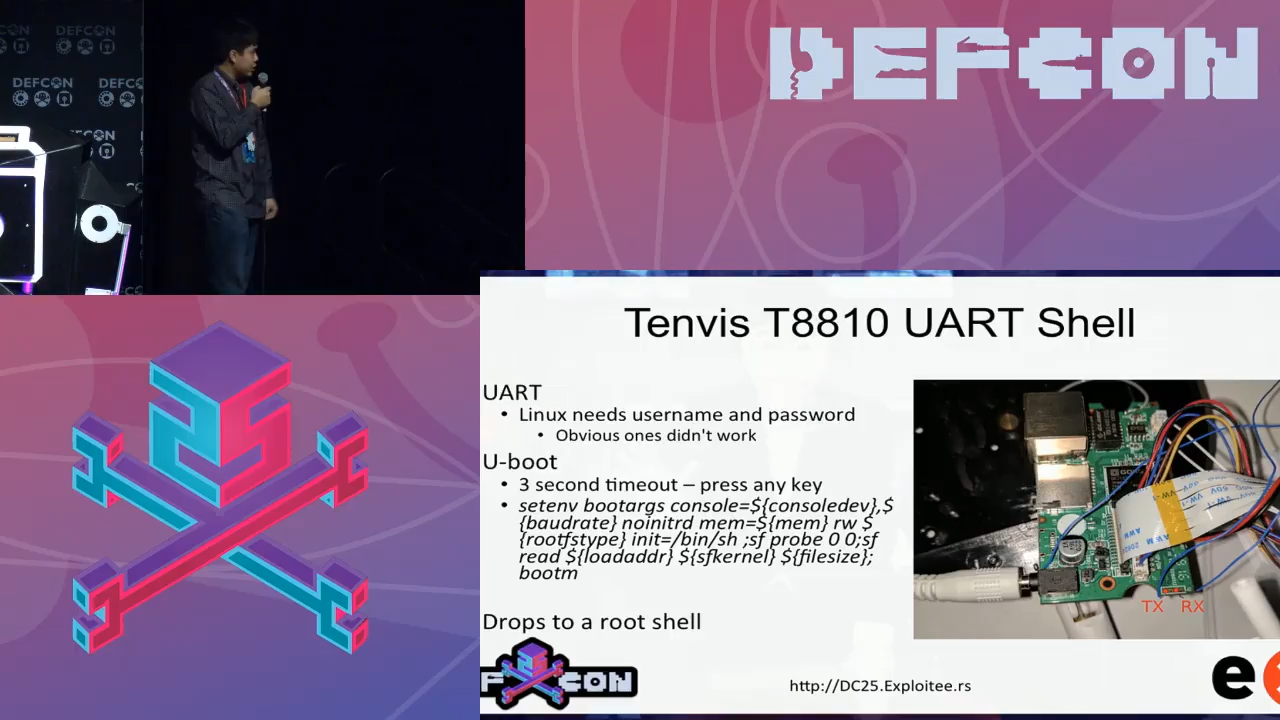 DEFCON
DEFCON
DEFCON
DEFCON
Tenvis T8810 UART Shell
UART
• Linux needs username and password
• Obvious ones didn't work
U-boot
• 3 second timeout – press any key
• setenv bootargs console=${consoledev},$
{baudrate} noinitrd mem=${mem} rw $
{rootfstype} init=/bin/sh ;sf probe 0 0;sf
read ${loadaddr} ${sfkernel} ${filesize};
bootm
TX RX
Drops to a root shell
http://DC25.Exploitee.rs